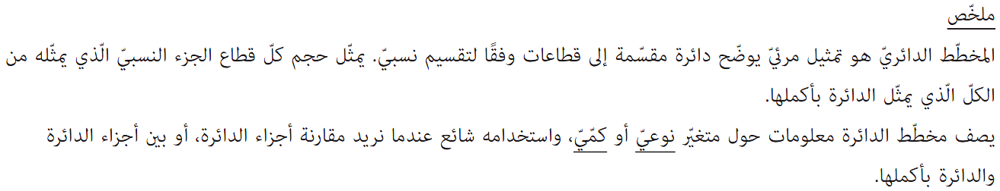 ملخّص
المخطّط الدائريّ هو تمثيل مرئيّ يوضّح دائرة مقسّمة إلى قطاعات وفقًا لتقسيم نسبيّ. يمثّل حجم كلّ قطاع الجزء النسبيّ الّذي يمثّله من
الكلّ الّذي يمثّل الدائرة بأكملها.
يصف مخطّط الدائرة معلومات حول متغيّر نوعيّ أو كمّيّ، واستخدامه شائع عندما نريد مقارنة أجزاء الدائرة، أو بين أجزاء الدائرة
والدائرة بأكملها.